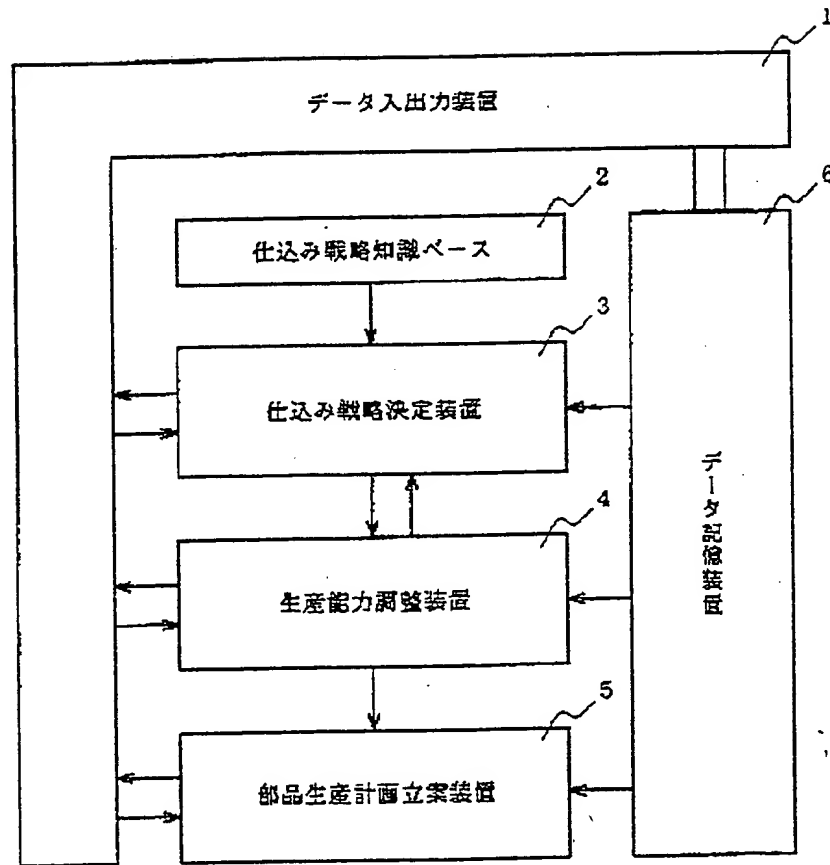 1
データ入出力装置
6
2
仕込み戦略知識ベース
3
仕込み戦略決定装置
データ記憶装置
4
生産能力調整装置
5
部品生産計画立案装置